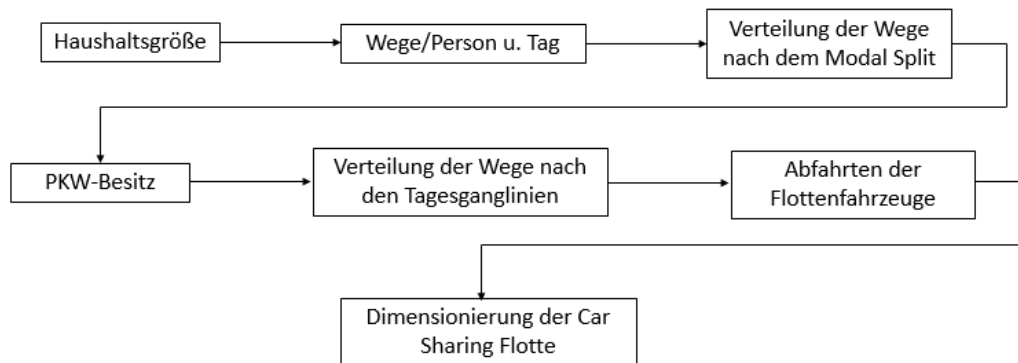 Haushaltsgröße
Wege/Person u. Tag
Verteilung der Wege
nach dem Modal Split
PKW-Besitz
Verteilung der Wege nach
den Tagesganglinien
Abfahrten der
Flottenfahrzeuge
Dimensionierung der Car
Sharing Flotte